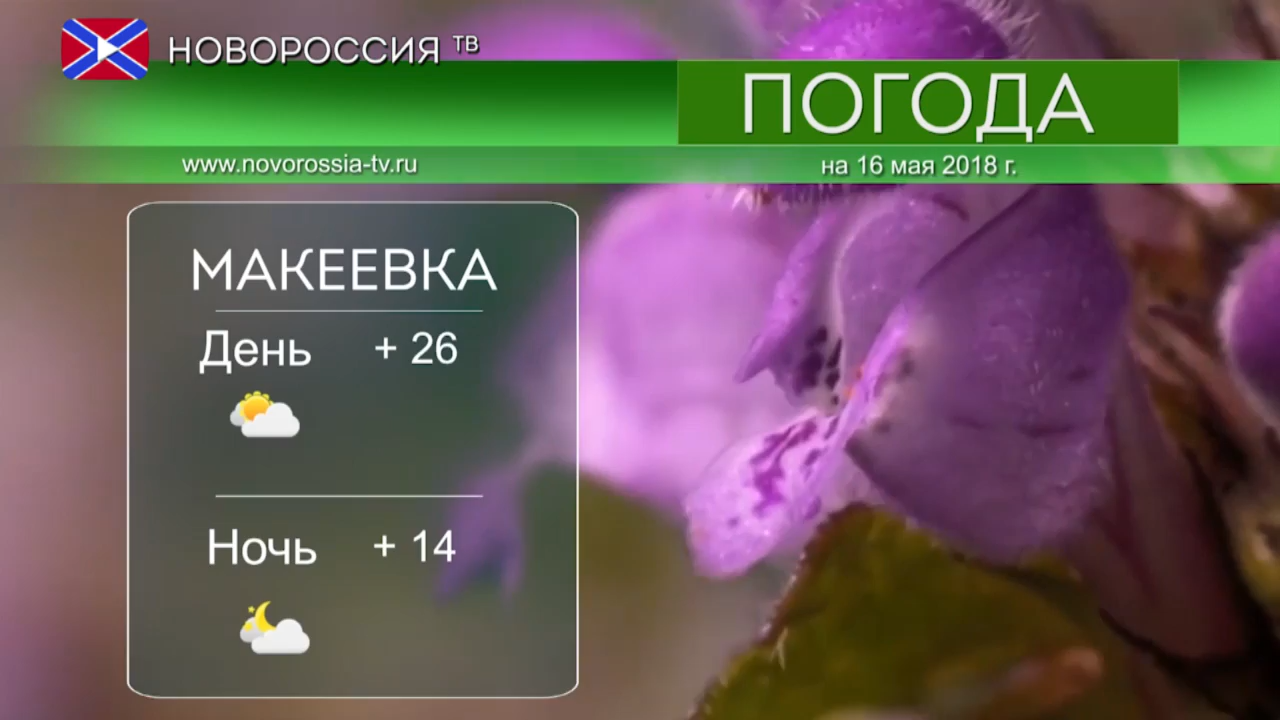 НОВОРОССИЯ ТВ
ПОГОДА
www.novorossia-tv.ru
на 16 мая 2018 г.
МАКЕЕВКА
День + 26
Ночь + 14